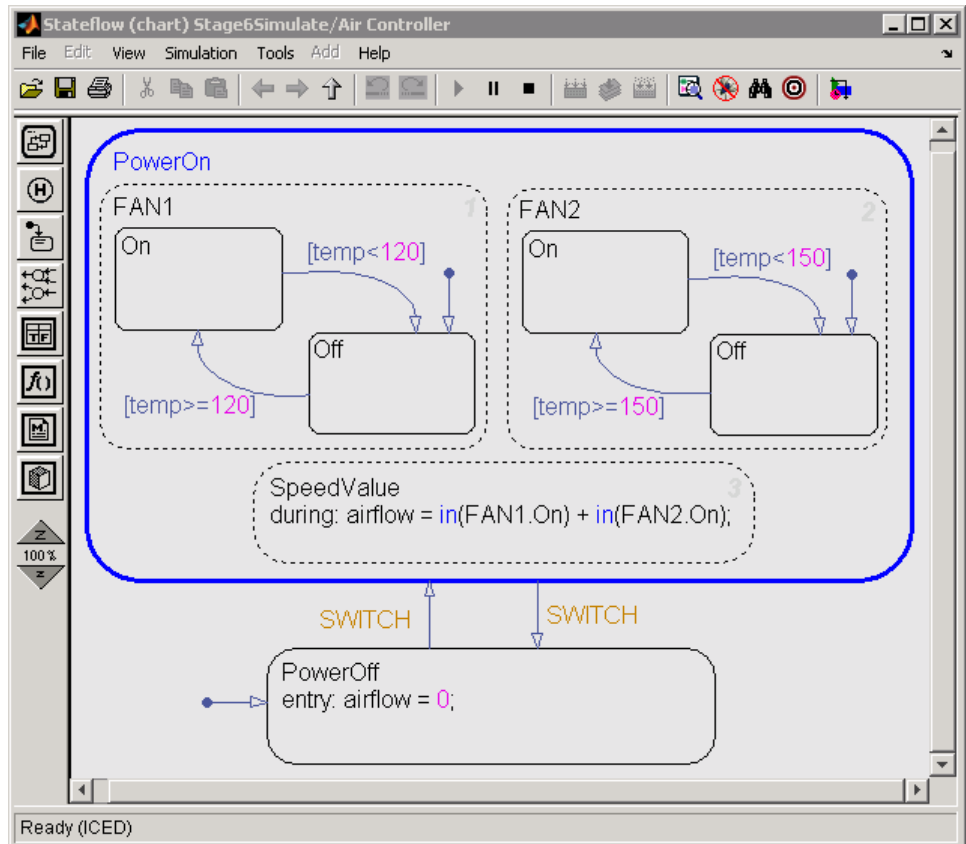 Stateflow (chart) Stage6Simulate/Air Controller
File Edit View Simulation Tools Add Help
PowerOn
FAN1 1
On
[temp<120]
Off
[temp>=120]
FAN2 2
On
[temp<150]
Off
[temp>=150]
SpeedValue 3
during: airflow = in(FAN1.On) + in(FAN2.On);
SWITCH
SWITCH
PowerOff
entry: airflow = 0;
H
TF
f()
M
Z
100 %
Z
Ready (ICED)